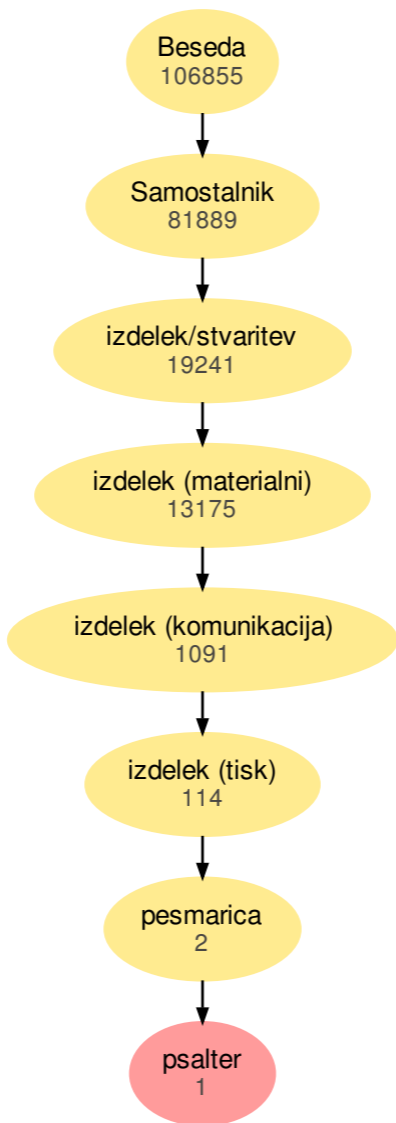 Beseda
106855
Samostalnik
81889
izdelek/stvaritev
19241
izdelek (materialni)
13175
izdelek (komunikacija)
1091
izdelek (tisk)
114
pesmarica
2
psalter
1